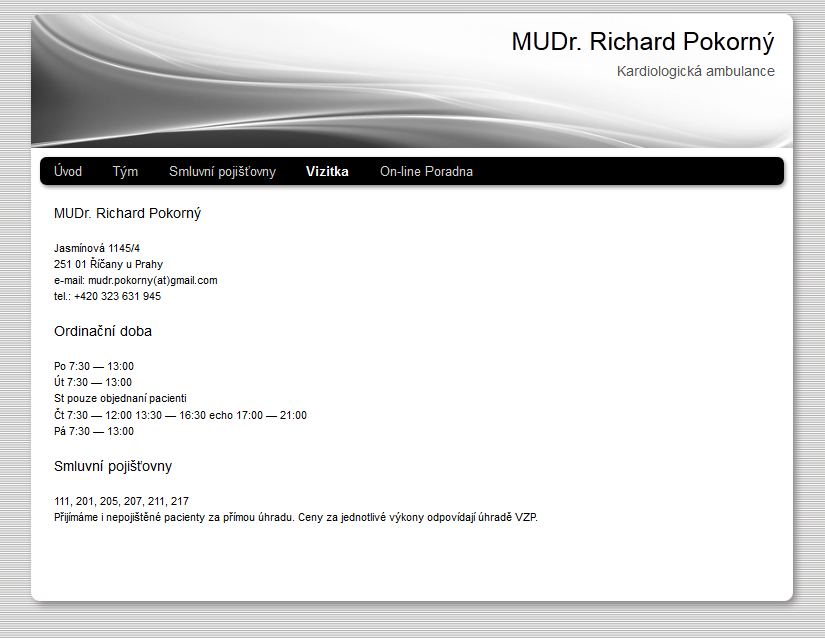 MUDr. Richard Pokorný
Kardiologická ambulance
Úvod Tým Smluvní pojišťovny Vizitka On-line Poradna
MUDr. Richard Pokorný
Jasmínová 1145/4
251 01 Říčany u Prahy
e-mail: mudr.pokorny(at)gmail.com
tel.: +420 323 631 945
Ordinační doba
Po 7:30 — 13:00
Út 7:30 — 13:00
St pouze objednaní pacienti
Čt 7:30 — 12:00 13:30 — 16:30 echo 17:00 — 21:00
Pá 7:30 — 13:00
Smluvní pojišťovny
111, 201, 205, 207, 211, 217
Přijímáme i nepojištěné pacienty za přímou úhradu. Ceny za jednotlivé výkony odpovídají úhradě VZP.